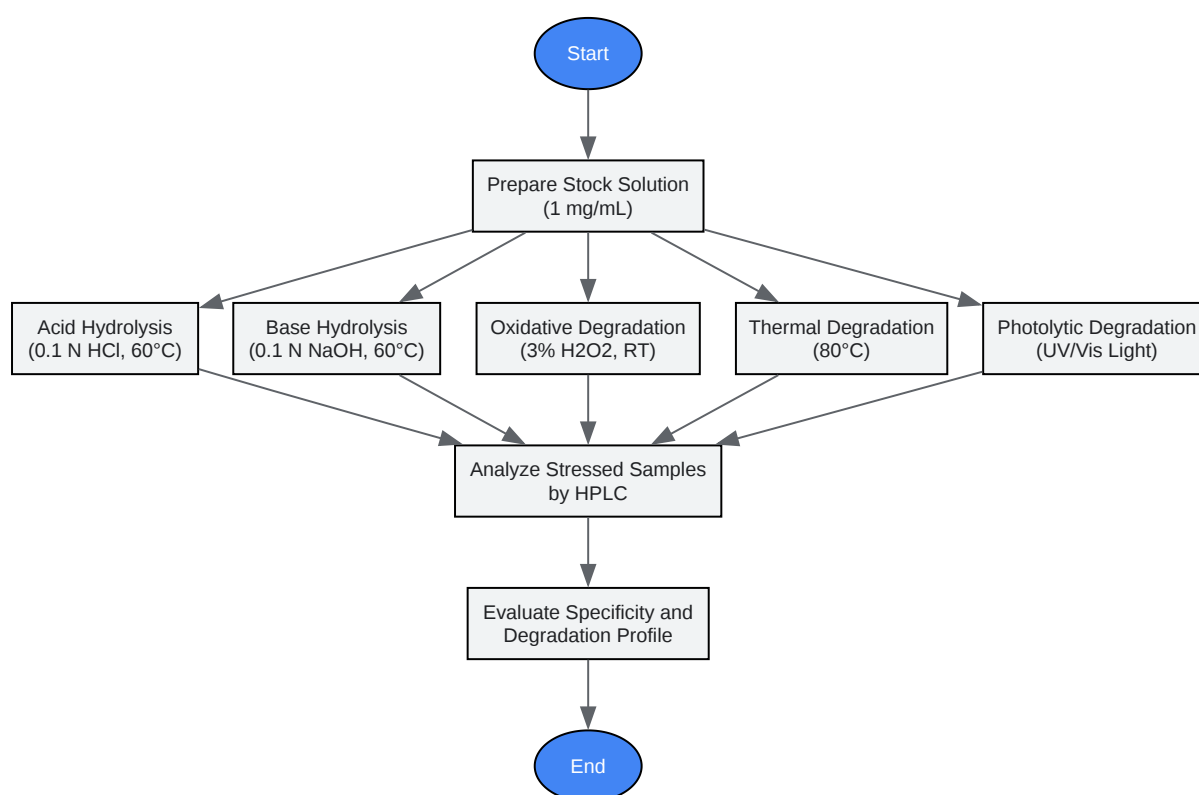 Start
Prepare Stock Solution
(1 mg/mL)
Acid Hydrolysis
(0.1 N HCl, 60°C)
Base Hydrolysis
(0.1 N NaOH, 60°C)
Oxidative Degradation
(3% H2O2, RT)
Thermal Degradation
(80°C)
Photolytic Degradation
(UV/Vis Light)
Analyze Stressed Samples
by HPLC
Evaluate Specificity and
Degradation Profile
End